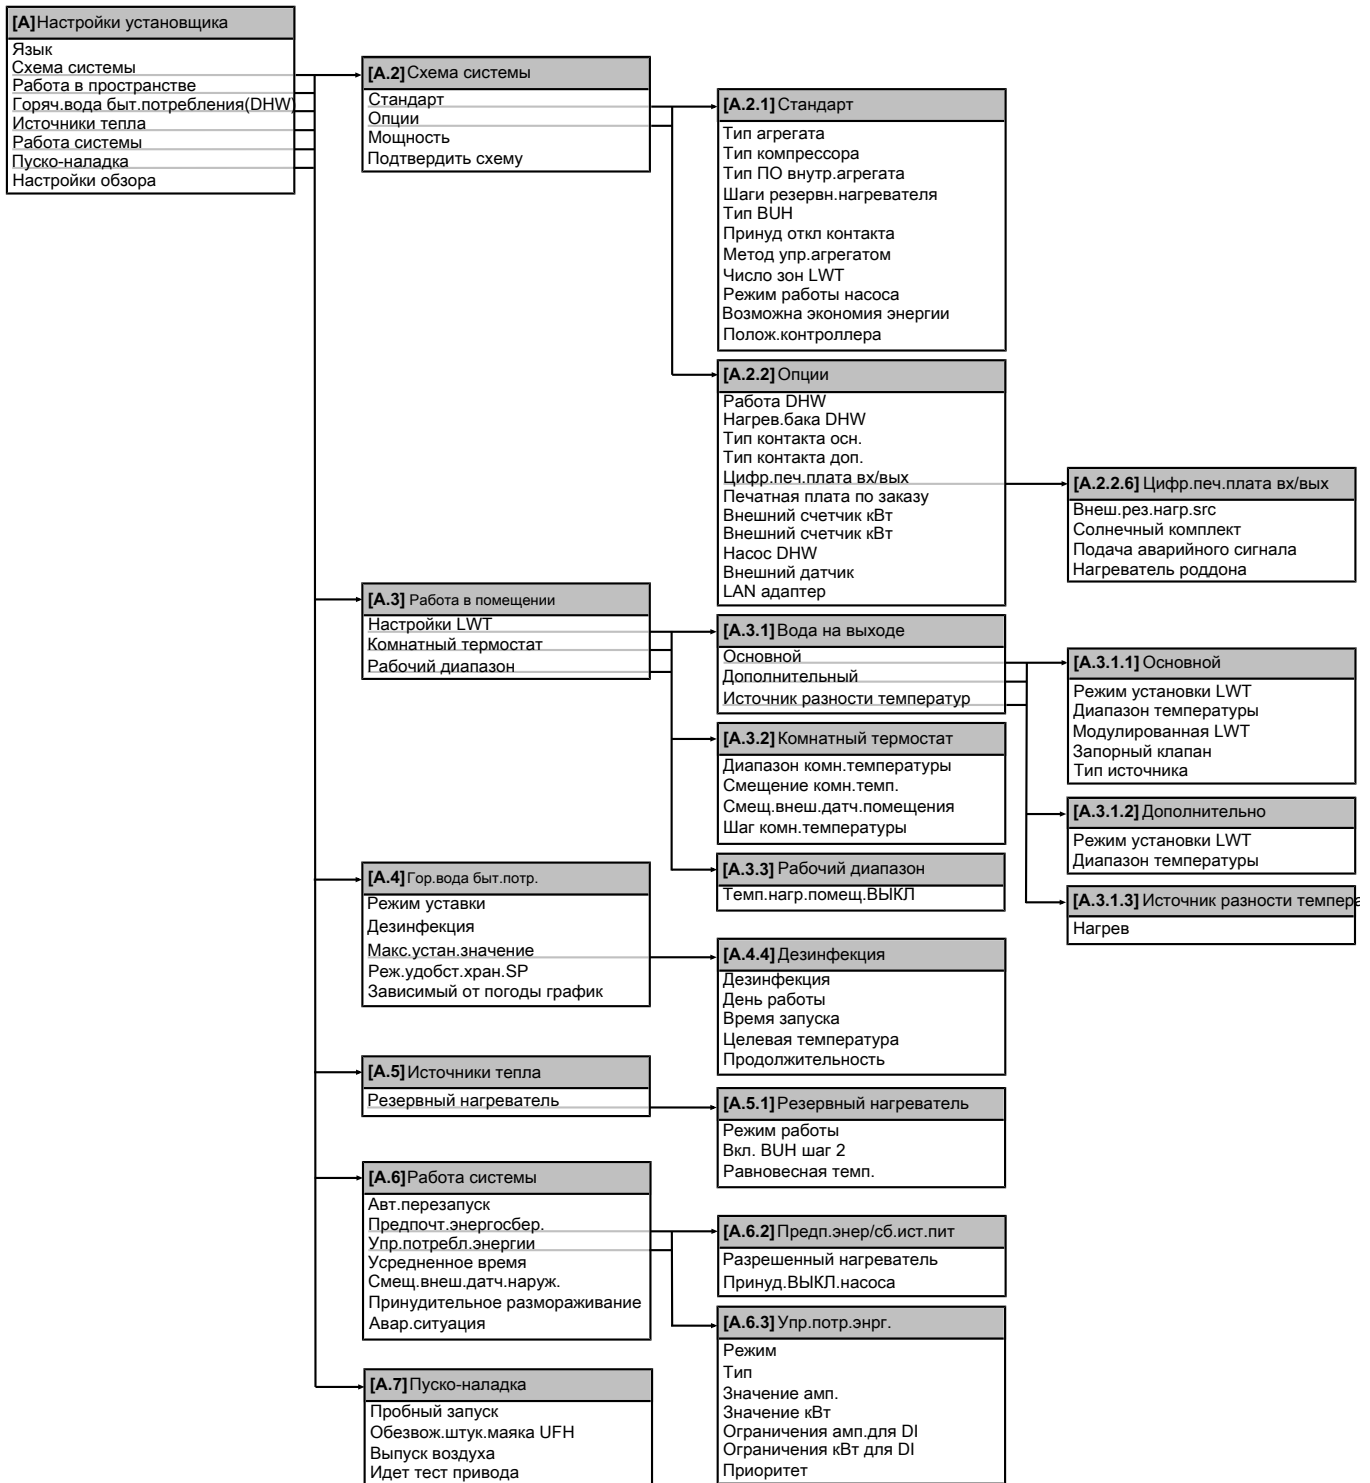 [A]Настройки установщика
Язык
Схема системы
Работа в пространстве
Горяч.вода быт.потребления(DHW)
Источники тепла
Работа системы
Пуско-наладка
Настройки обзора
[A.2]Схема системы
Стандарт
Опции
Мощность
Подтвердить схему
[A.2.1]Стандарт
Тип агрегата
Тип компрессора
Тип ПО внутр.агрегата
Шаги резервн.нагревателя
Тип BUH
Принуд откл контакта
Метод упр.агрегатом
Число зон LWT
Режим работы насоса
Возможна экономия энергии
Полож.контроллера
[A.2.2]Опции
Работа DHW
Нагрев.бака DHW
Тип контакта осн.
Тип контакта доп.
Цифр.печ.плата вх/вых
Печатная плата по заказу
Внешний счетчик кВт
Внешний счетчик кВт
Насос DHW
Внешний датчик
LAN адаптер
[A.2.2.6] Цифр.печ.плата вх/вых
Внеш.рез.нагр.src
Солнечный комплект
Подача аварийного сигнала
Нагреватель роддона
[A.3] Работа в помещении
Настройки LWT
Комнатный термостат
Рабочий диапазон
[A.3.1]Вода на выходе
Основной
Дополнительный
Источник разности температур
[A.3.1.1]Основной
Режим установки LWT
Диапазон температуры
Модулированная LWT
Запорный клапан
Тип источника
[A.3.1.2]Дополнительно
Режим установки LWT
Диапазон температуры
[A.3.1.3]Источник разности темпера
Нагрев
[A.3.2]Комнатный термостат
Диапазон комн.температуры
Смещение комн.темп.
Смещ.внеш.датч.помещения
Шаг комн.температуры
[A.3.3]Рабочий диапазон
Темп.нагр.помещ.ВЫКЛ
[A.4]Гор.вода быт.потр.
Режим уставки
Дезинфекция
Макс.устан.значение
Реж.удобст.хран.SP
Зависимый от погоды график
[A.4.4]Дезинфекция
Дезинфекция
День работы
Время запуска
Целевая температура
Продолжительность
[A.5]Источники тепла
Резервный нагреватель
[A.5.1]Резервный нагреватель
Режим работы
Вкл. BUH шаг 2
Равновесная темп.
[A.6]Работа системы
Авт.перезапуск
Предпочт.энергосбер.
Упр.потребл.энергии
Усредненное время
Смещ.внеш.датч.наруж.
Принудительное размораживание
Авар.ситуация
[A.6.2]Предп.энер/сб.ист.пит
Разрешенный нагреватель
Принуд.ВЫКЛ.насоса
[A.6.3]Упр.потр.энрг.
Режим
Тип
Значение амп.
Значение кВт
Ограничения амп.для DI
Ограничения кВт для DI
Приоритет
[A.7]Пуско-наладка
Пробный запуск
Обезвож.штук.маяка UFH
Выпуск воздуха
Идет тест привода